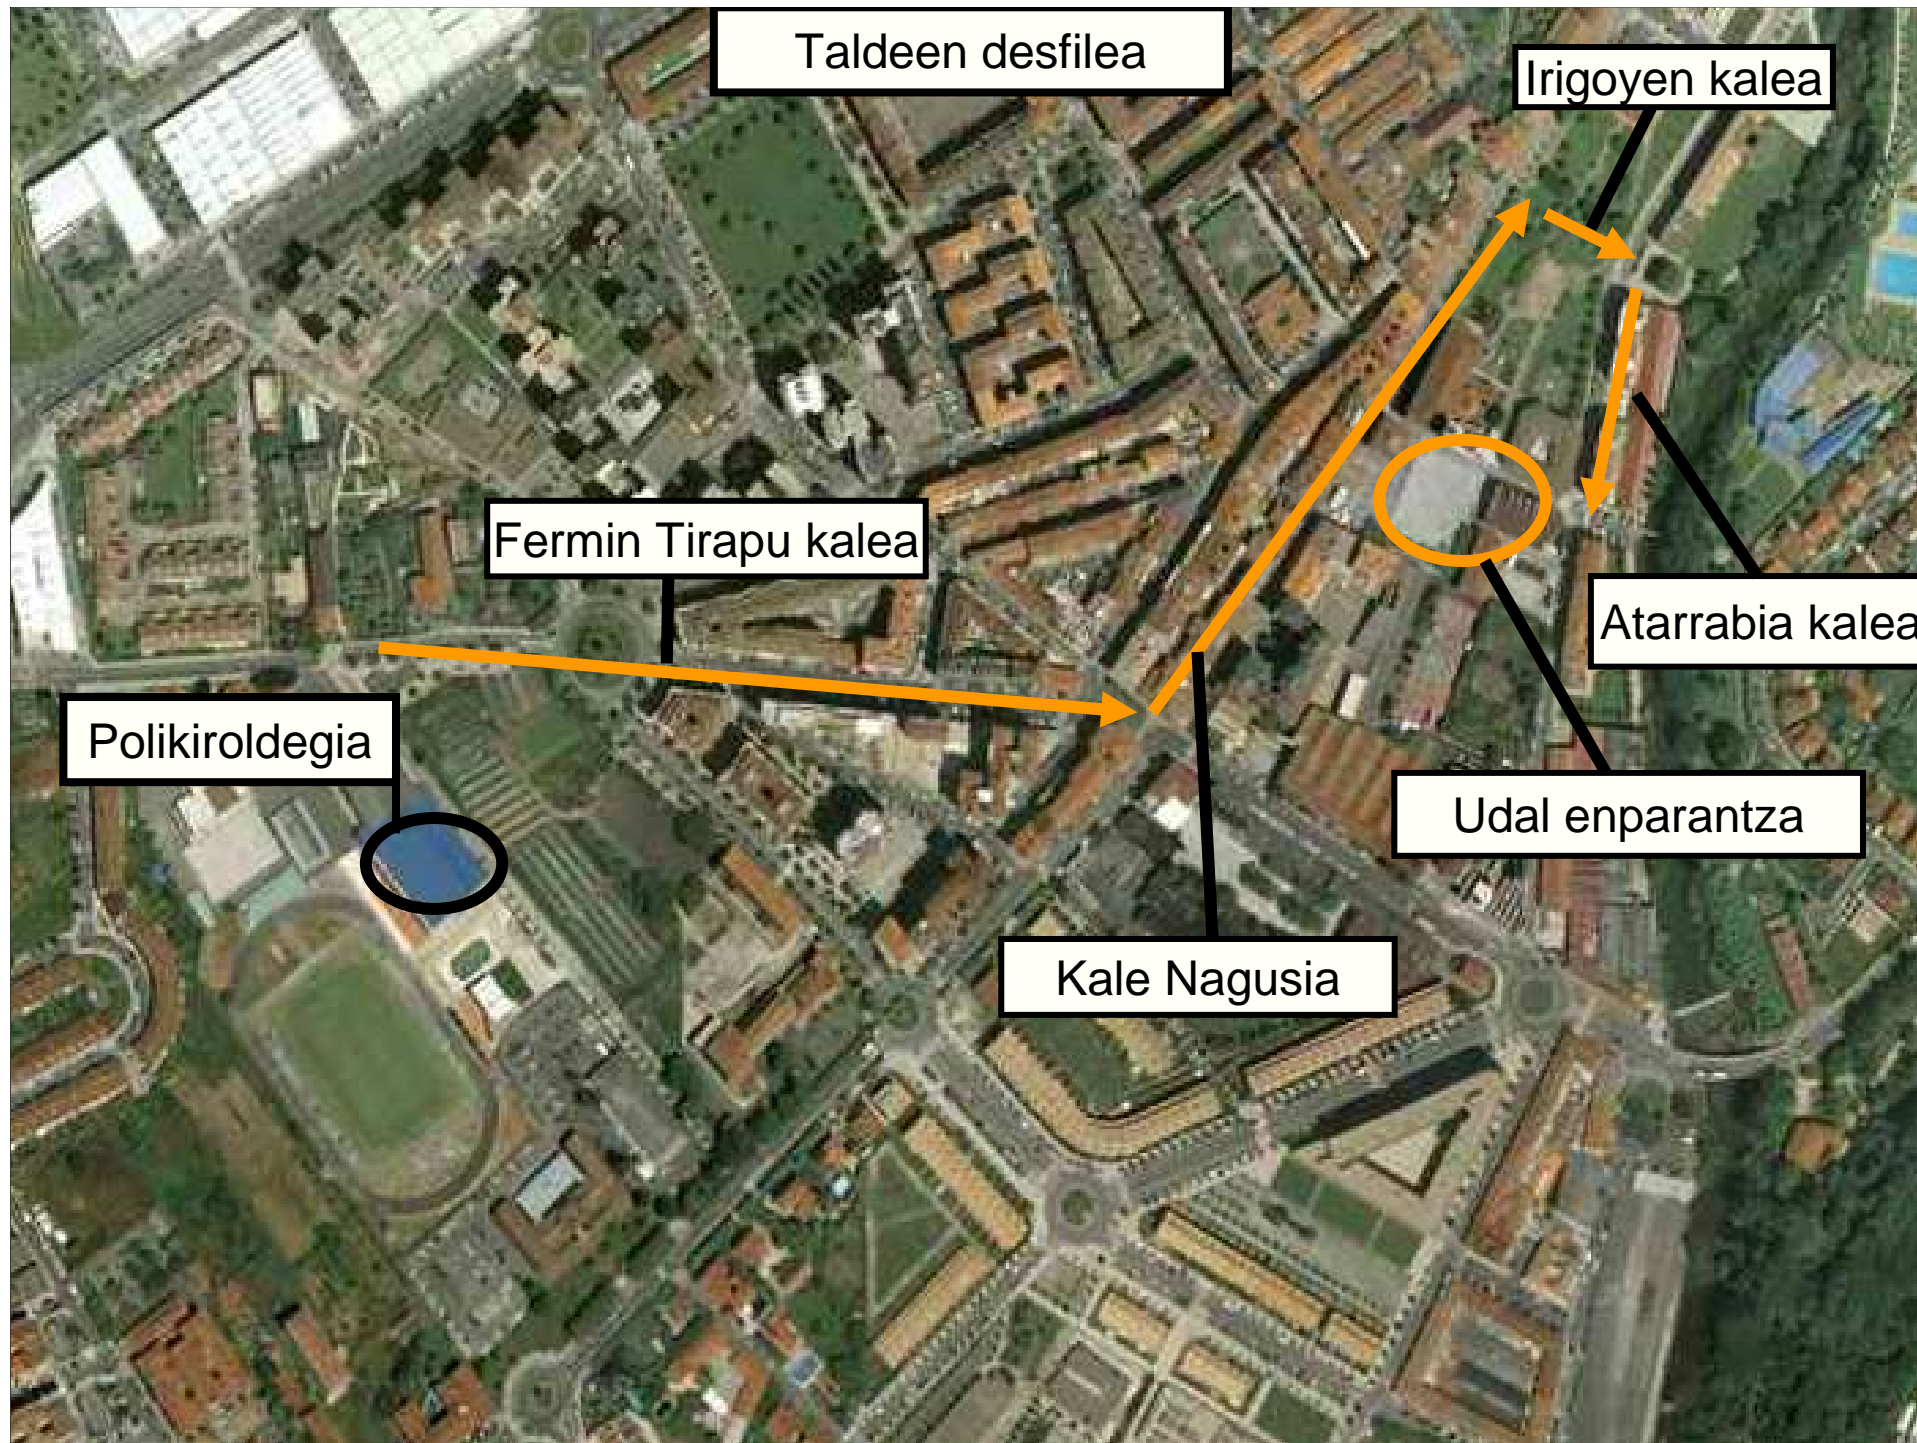 Taldeen desfilea
Irigoyen kalea
Fermin Tirapu kalea
Atarrabia kalea
Polikiroldegia
Udal enparantza
Kale Nagusia